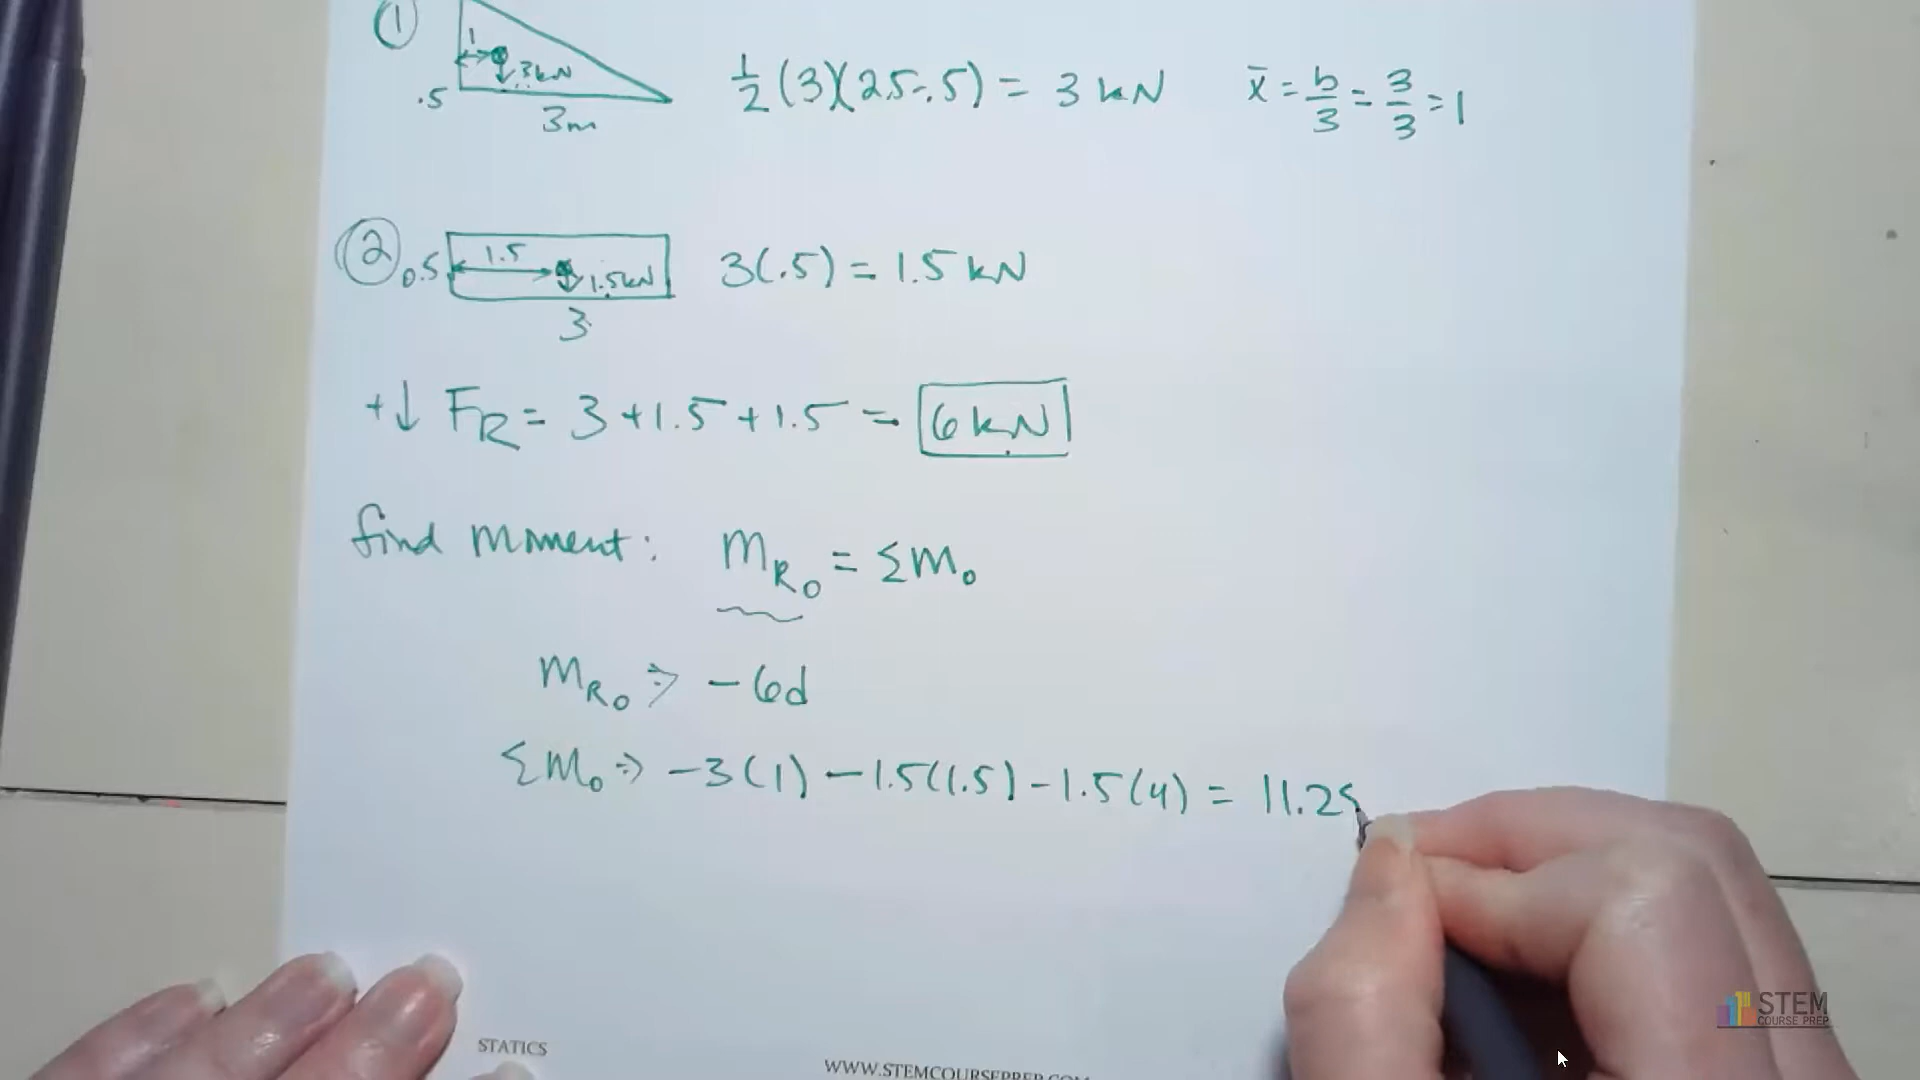 ①
1
3kN
.5
3m
½(3)(2.5-.5) = 3 kN
x̄ = b/3 = 3/3 = 1
②
0.5
1.5
1.5kN
3
3(.5) = 1.5 kN
+↓ FR = 3 + 1.5 + 1.5 = 6 kN
find moment: MRO = ΣMO
MRO ⇒ -6d
ΣMO ⇒ -3(1) - 1.5(1.5) - 1.5(4) = 11.25
STATICS
WWW.STEMCOURSEPREP.COM
STEM
COURSE PREP